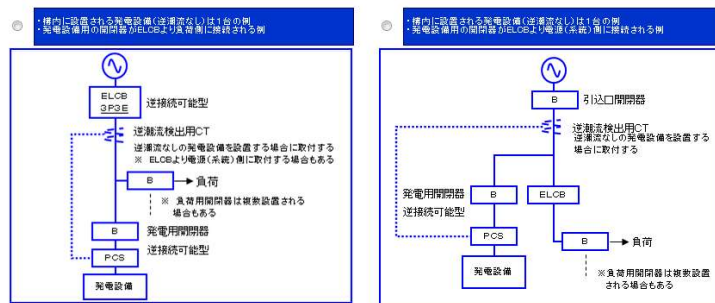 ・構内に設置される発電設備(逆潮流なし)は1台の例
・発電設備用の開閉器がELCBより負荷側に接続される例
ELCB
3P3E
逆接続可能型
逆潮流検出用CT
逆潮流なしの発電設備を設置する場合に取付する
※ ELCBより電源(系統)側に取付する場合もある
B
負荷
※ 負荷用開閉器は複数設置される
場合もある
B
発電用開閉器
逆接続可能型
PCS
発電設備
・構内に設置される発電設備(逆潮流なし)は1台の例
・発電設備用の開閉器がELCBより電源(系統)側に接続される例
B
引込口開閉器
逆潮流検出用CT
逆潮流なしの発電設備を設置する
場合に取付する
発電用開閉器
逆接続可能型
B
ELCB
PCS
B
負荷
発電設備
※負荷用開閉器は複数設置
される場合もある